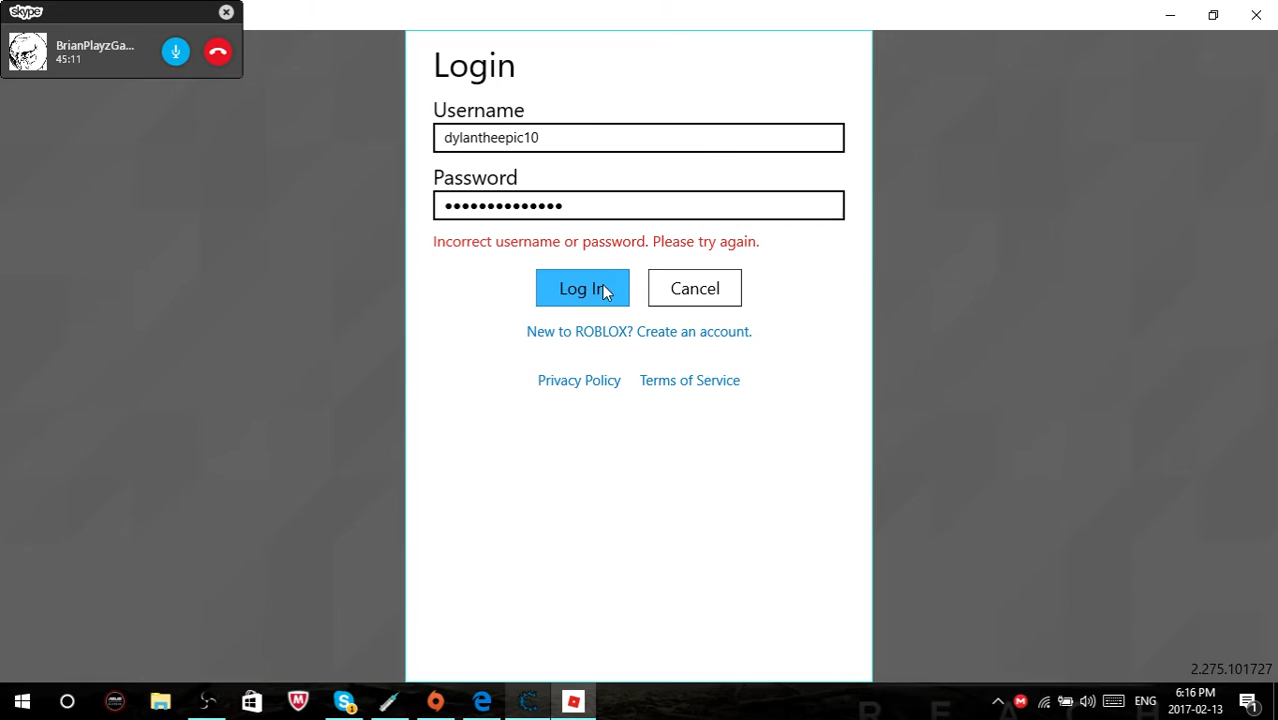 skype
BrianPlayzGa...
45:11
Login
Username
dylantheepic10
Password
••••••••••••••
Incorrect username or password. Please try again.
Log In
Cancel
New to ROBLOX? Create an account.
Privacy Policy
Terms of Service
2.275.101727
ENG
6:16 PM
2017-02-13